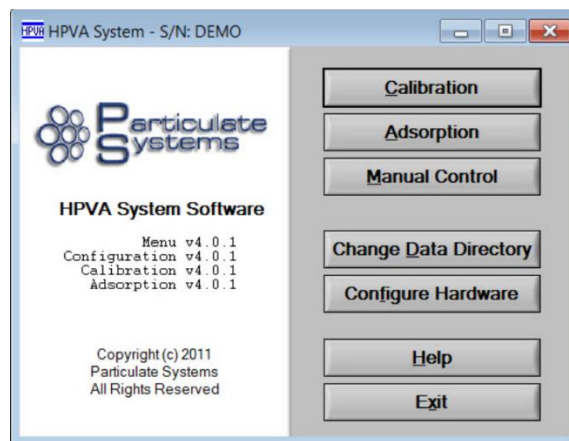 HPVA System - S/N: DEMO
Particulate
Systems
HPVA System Software
Menu v4.0.1
Configuration v4.0.1
Calibration v4.0.1
Adsorption v4.0.1
Copyright (c) 2011
Particulate Systems
All Rights Reserved
Calibration
Adsorption
Manual Control
Change Data Directory
Configure Hardware
Help
Exit